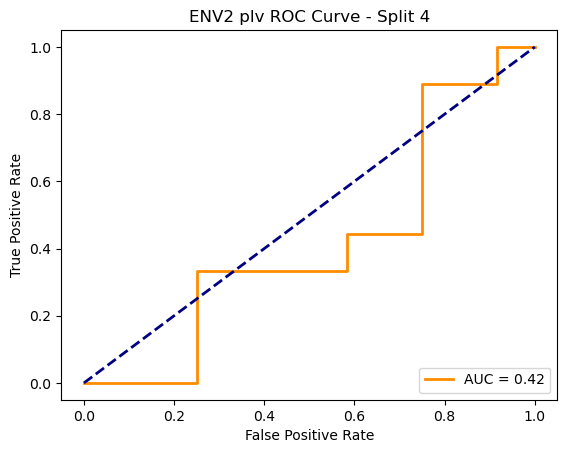 ENV2 plv ROC Curve - Split 4
True Positive Rate
1.0
0.8
0.6
0.4
0.2
0.0
AUC = 0.42
0.0 0.2 0.4 0.6 0.8 1.0
False Positive Rate